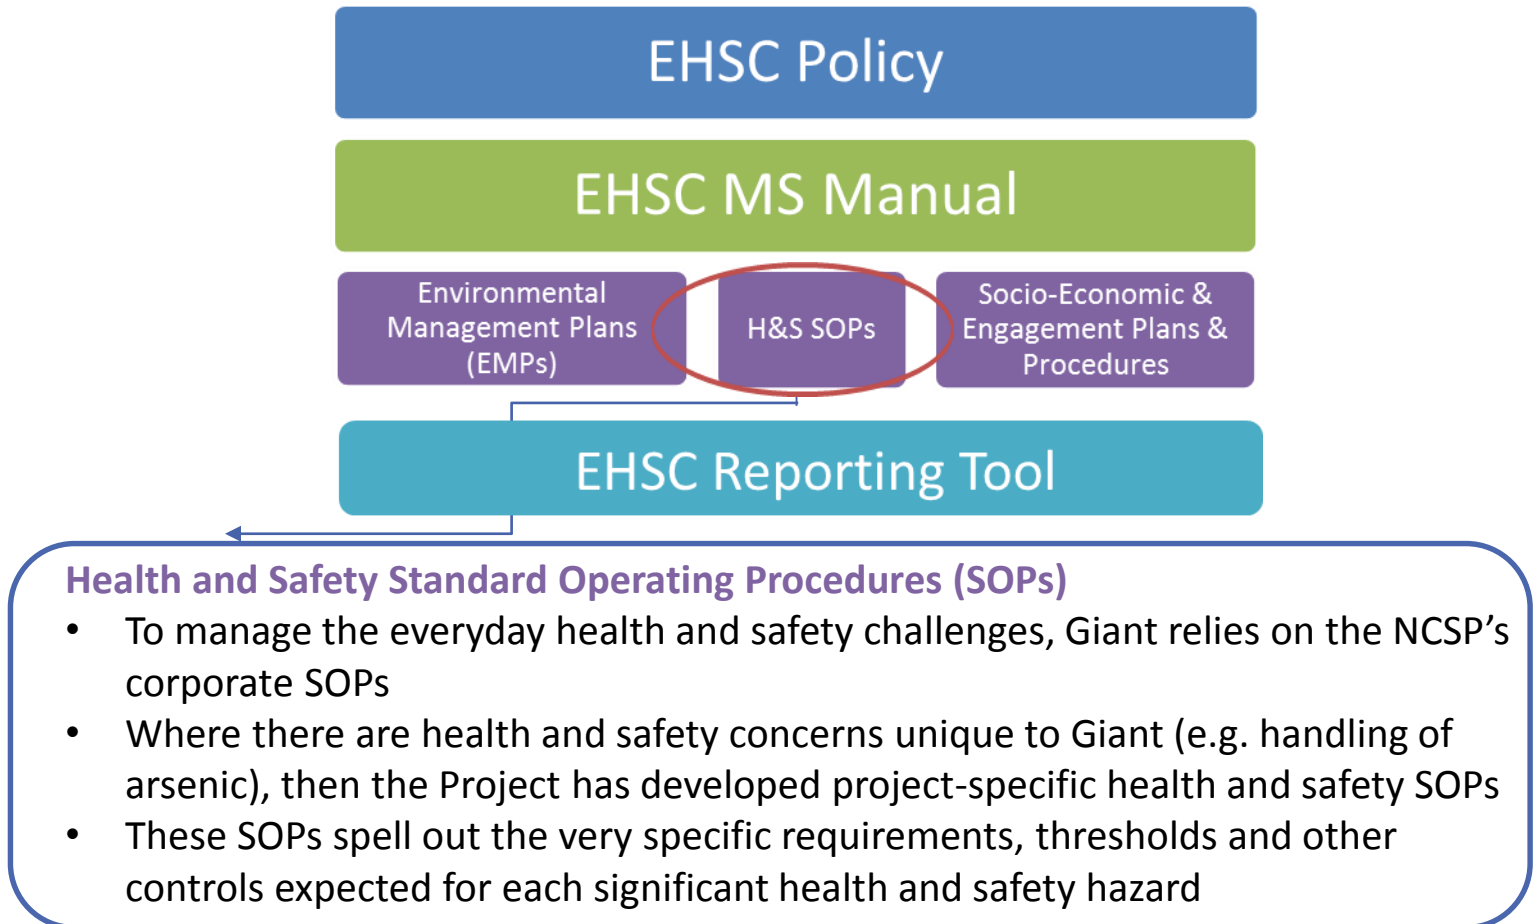 EHSC Policy
EHSC MS Manual
Environmental
Management Plans
(EMPs)
H&S SOPs
Socio-Economic &
Engagement Plans &
Procedures
EHSC Reporting Tool
Health and Safety Standard Operating Procedures (SOPs)
• To manage the everyday health and safety challenges, Giant relies on the NCSP’s
corporate SOPs
• Where there are health and safety concerns unique to Giant (e.g. handling of
arsenic), then the Project has developed project-specific health and safety SOPs
• These SOPs spell out the very specific requirements, thresholds and other
controls expected for each significant health and safety hazard